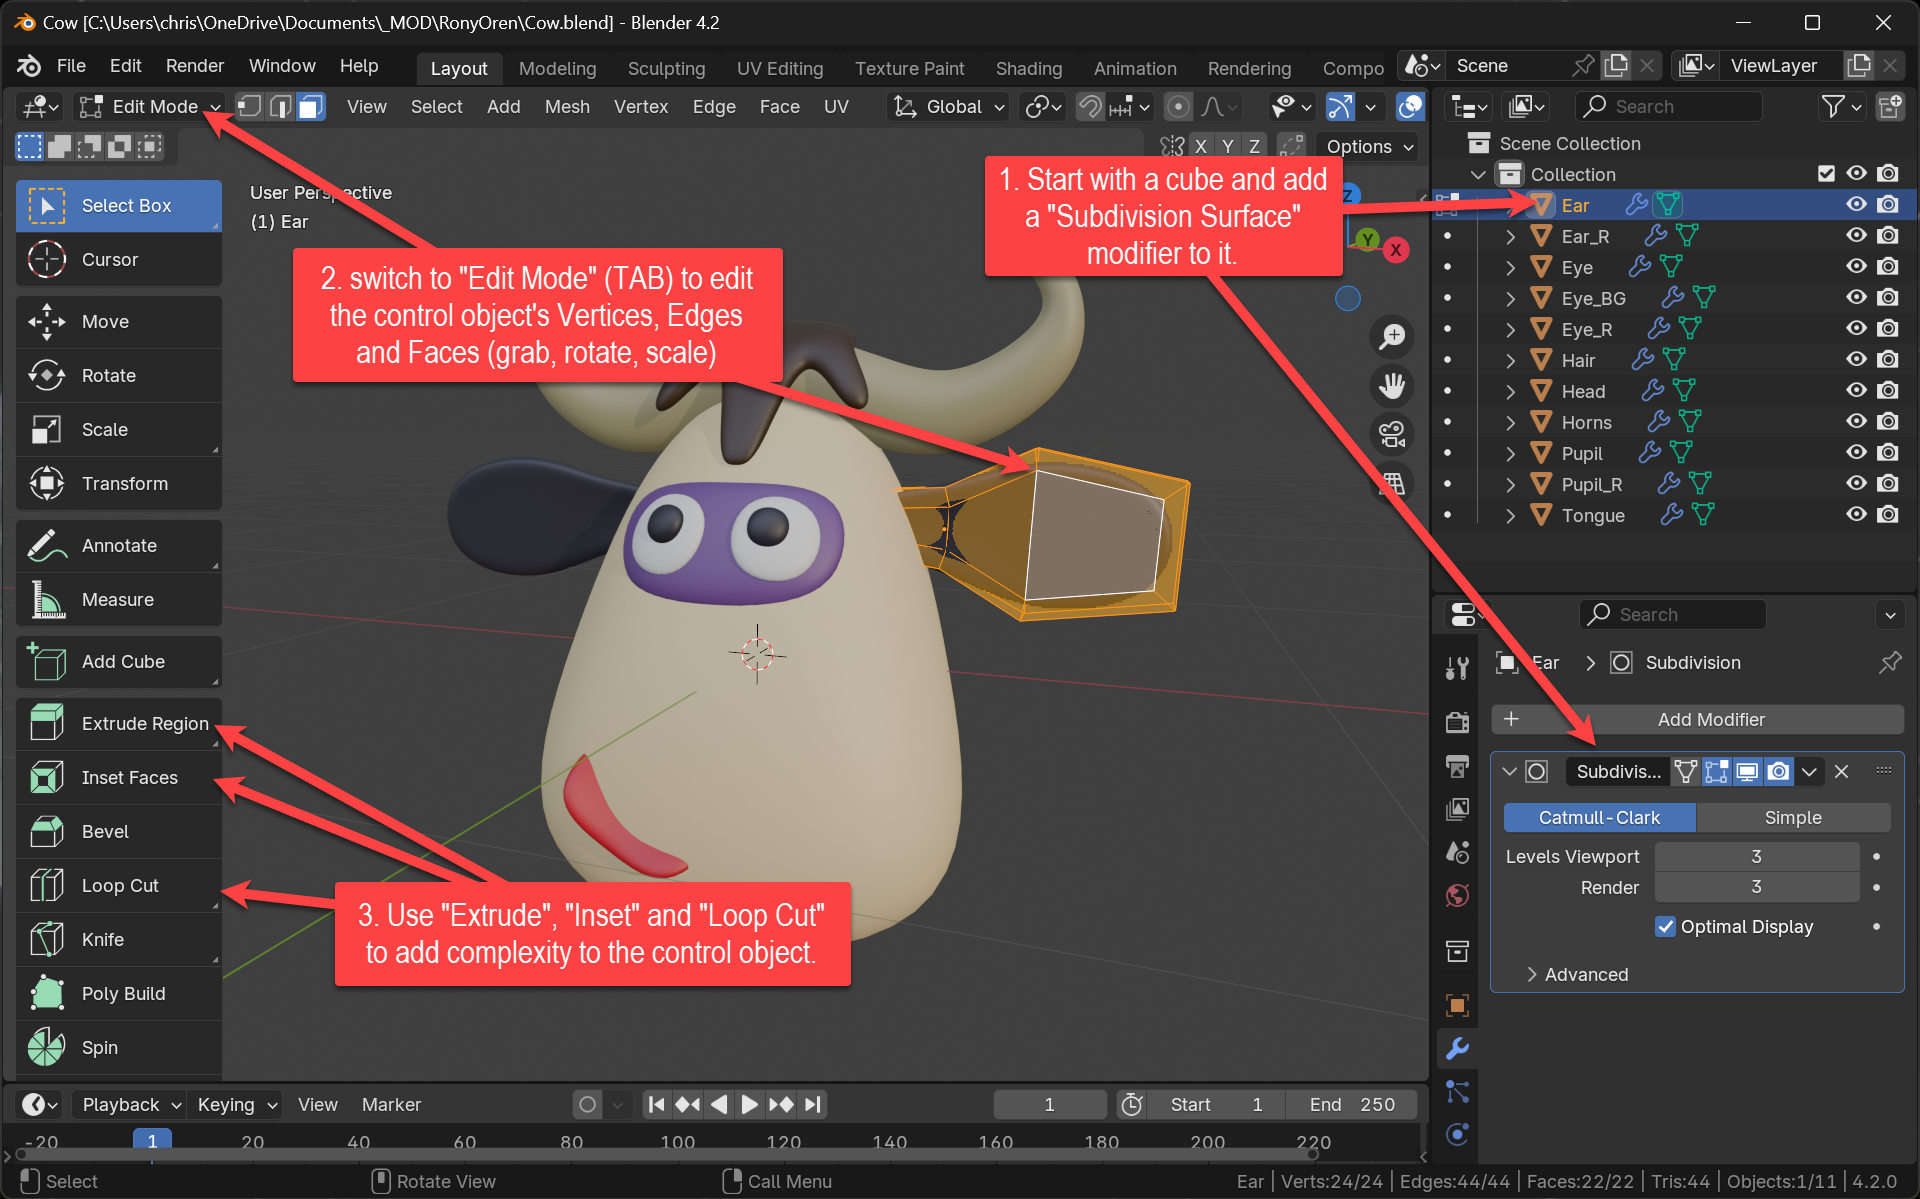 Cow [C:\Users\chris\OneDrive\Documents\_MOD\RonyOren\Cow.blend] - Blender 4.2
File Edit Render Window Help Layout Modeling Sculpting UV Editing Texture Paint Shading Animation Rendering Compo Scene ViewLayer
Edit Mode View Select Add Mesh Vertex Edge Face UV Global Search
X Y Z Options
User Perspective
(1) Ear
Select Box
Cursor
Move
Rotate
Scale
Transform
Annotate
Measure
Add Cube
Extrude Region
Inset Faces
Bevel
Loop Cut
Knife
Poly Build
Spin
1. Start with a cube and add
a "Subdivision Surface"
modifier to it.
2. switch to "Edit Mode" (TAB) to edit
the control object's Vertices, Edges
and Faces (grab, rotate, scale)
3. Use "Extrude", "Inset" and "Loop Cut"
to add complexity to the control object.
Z
Y
X
Scene Collection
Collection
Ear
Ear_R
Eye
Eye_BG
Eye_R
Hair
Head
Horns
Pupil
Pupil_R
Tongue
Search
Ear Subdivision
+ Add Modifier
Subdivis...
Catmull-Clark Simple
Levels Viewport 3
Render 3
Optimal Display
Advanced
Playback Keying View Marker 1 Start 1 End 250
-20 1 20 40 60 80 100 120 140 160 180 200 220
Select Rotate View Call Menu Ear | Verts:24/24 | Edges:44/44 | Faces:22/22 | Tris:44 | Objects:1/11 | 4.2.0